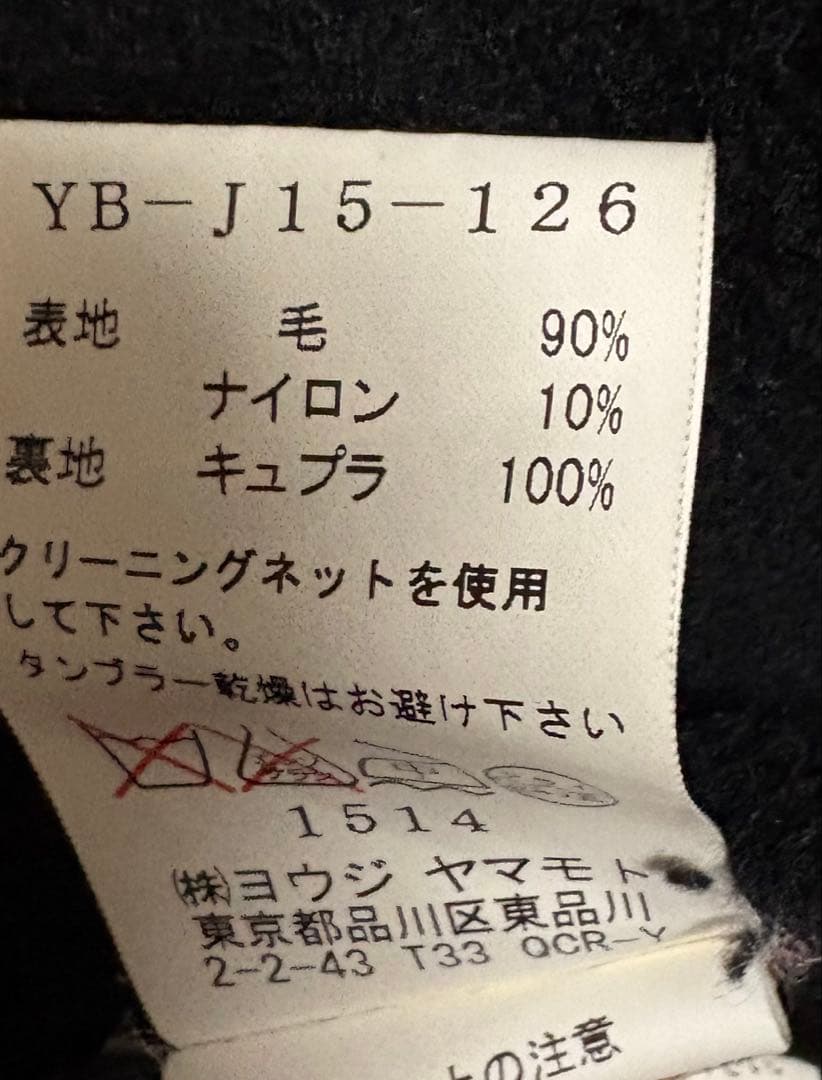 YB-J15-126
表地 毛 90%
ナイロン 10%
裏地 キュプラ 100%
クリーニングネットを使用
して下さい。
タンブラー乾燥はお避け下さい
1514
㈱ヨウジ ヤマモト
東京都品川区東品川
2-2-43 T33 QCR-Y
の注意